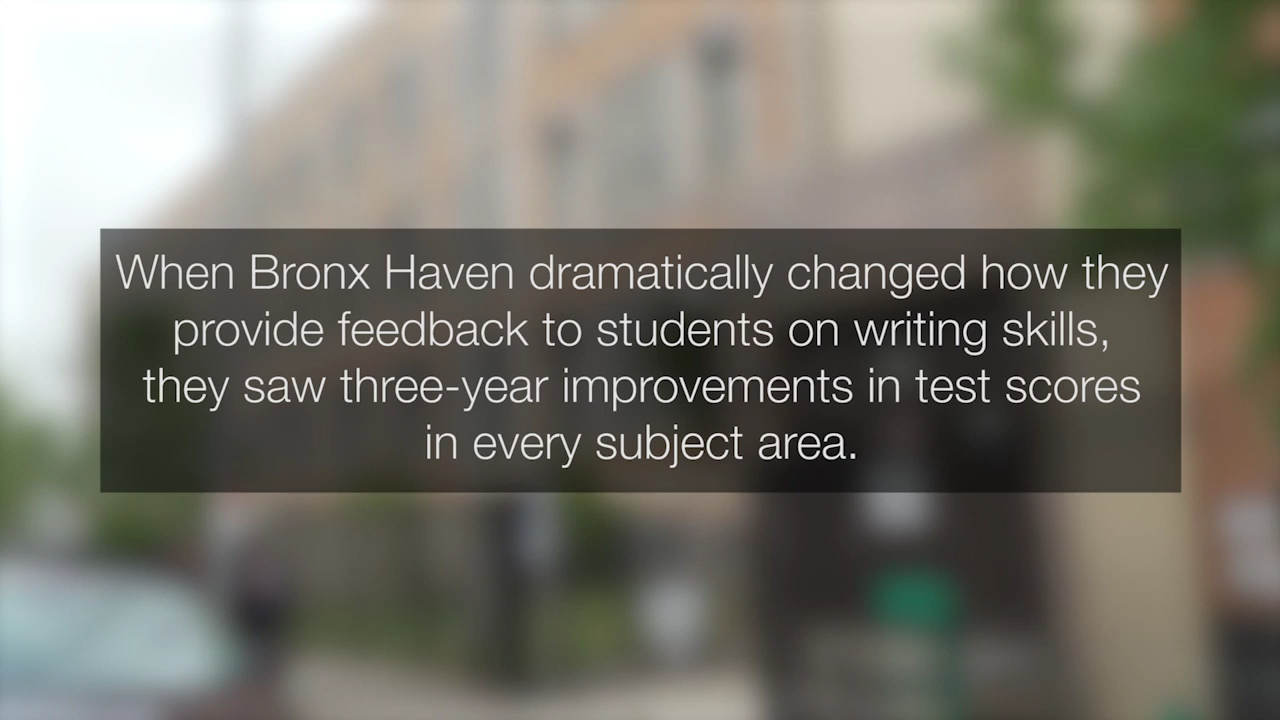 When Bronx Haven dramatically changed how they
provide feedback to students on writing skills,
they saw three-year improvements in test scores
in every subject area.